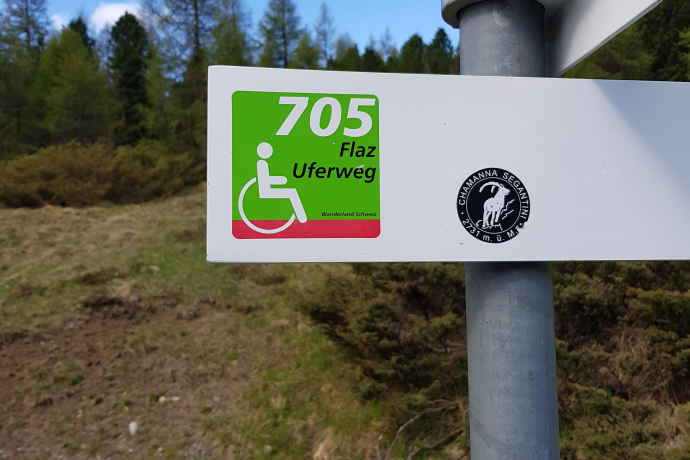 705
Flaz
Uferweg
Wanderland Schweiz
CHAMANNA SEGANTINI
2731 m. ü. M.